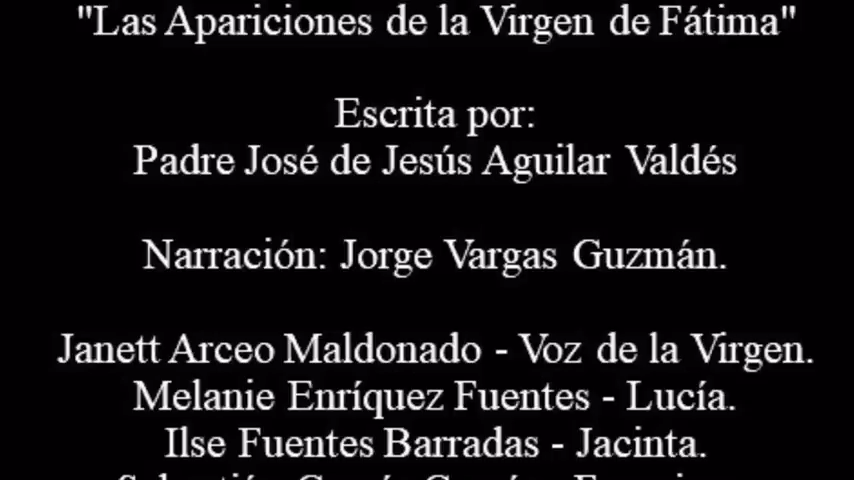 "Las Apariciones de la Virgen de Fátima"
Escrita por:
Padre José de Jesús Aguilar Valdés
Narración: Jorge Vargas Guzmán.
Janett Arceo Maldonado - Voz de la Virgen.
Melanie Enríquez Fuentes - Lucía.
Ilse Fuentes Barradas - Jacinta.